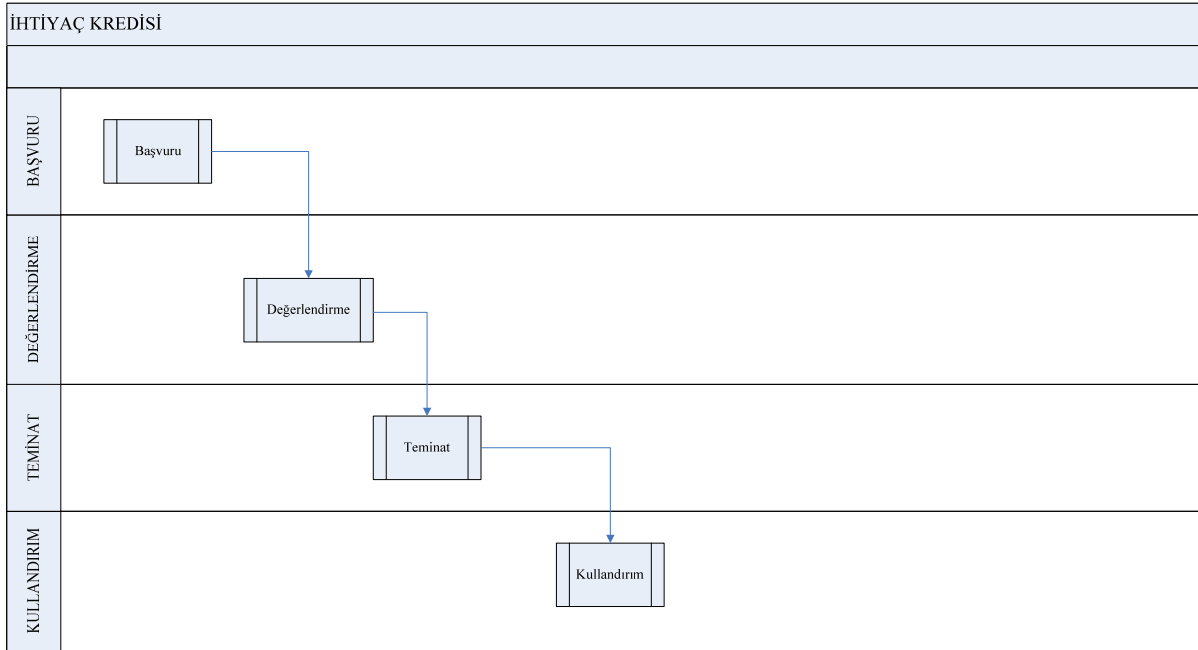 İHTİYAÇ KREDİSİ
BAŞVURU
Başvuru
DEĞERLENDİRME
Değerlendirme
TEMİNAT
Teminat
KULLANDIRIM
Kullandırım